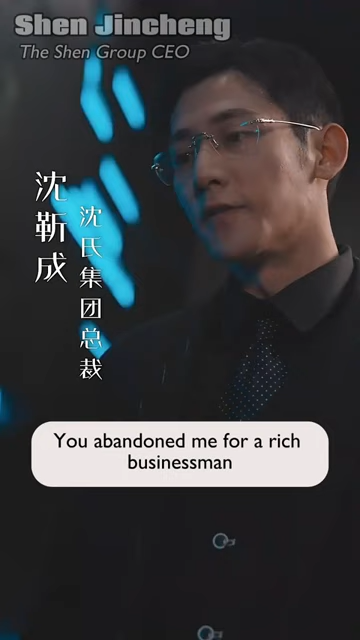 Shen Jincheng
The Shen Group CEO
沈靳成
沈氏集团总裁
You abandoned me for a rich
businessman